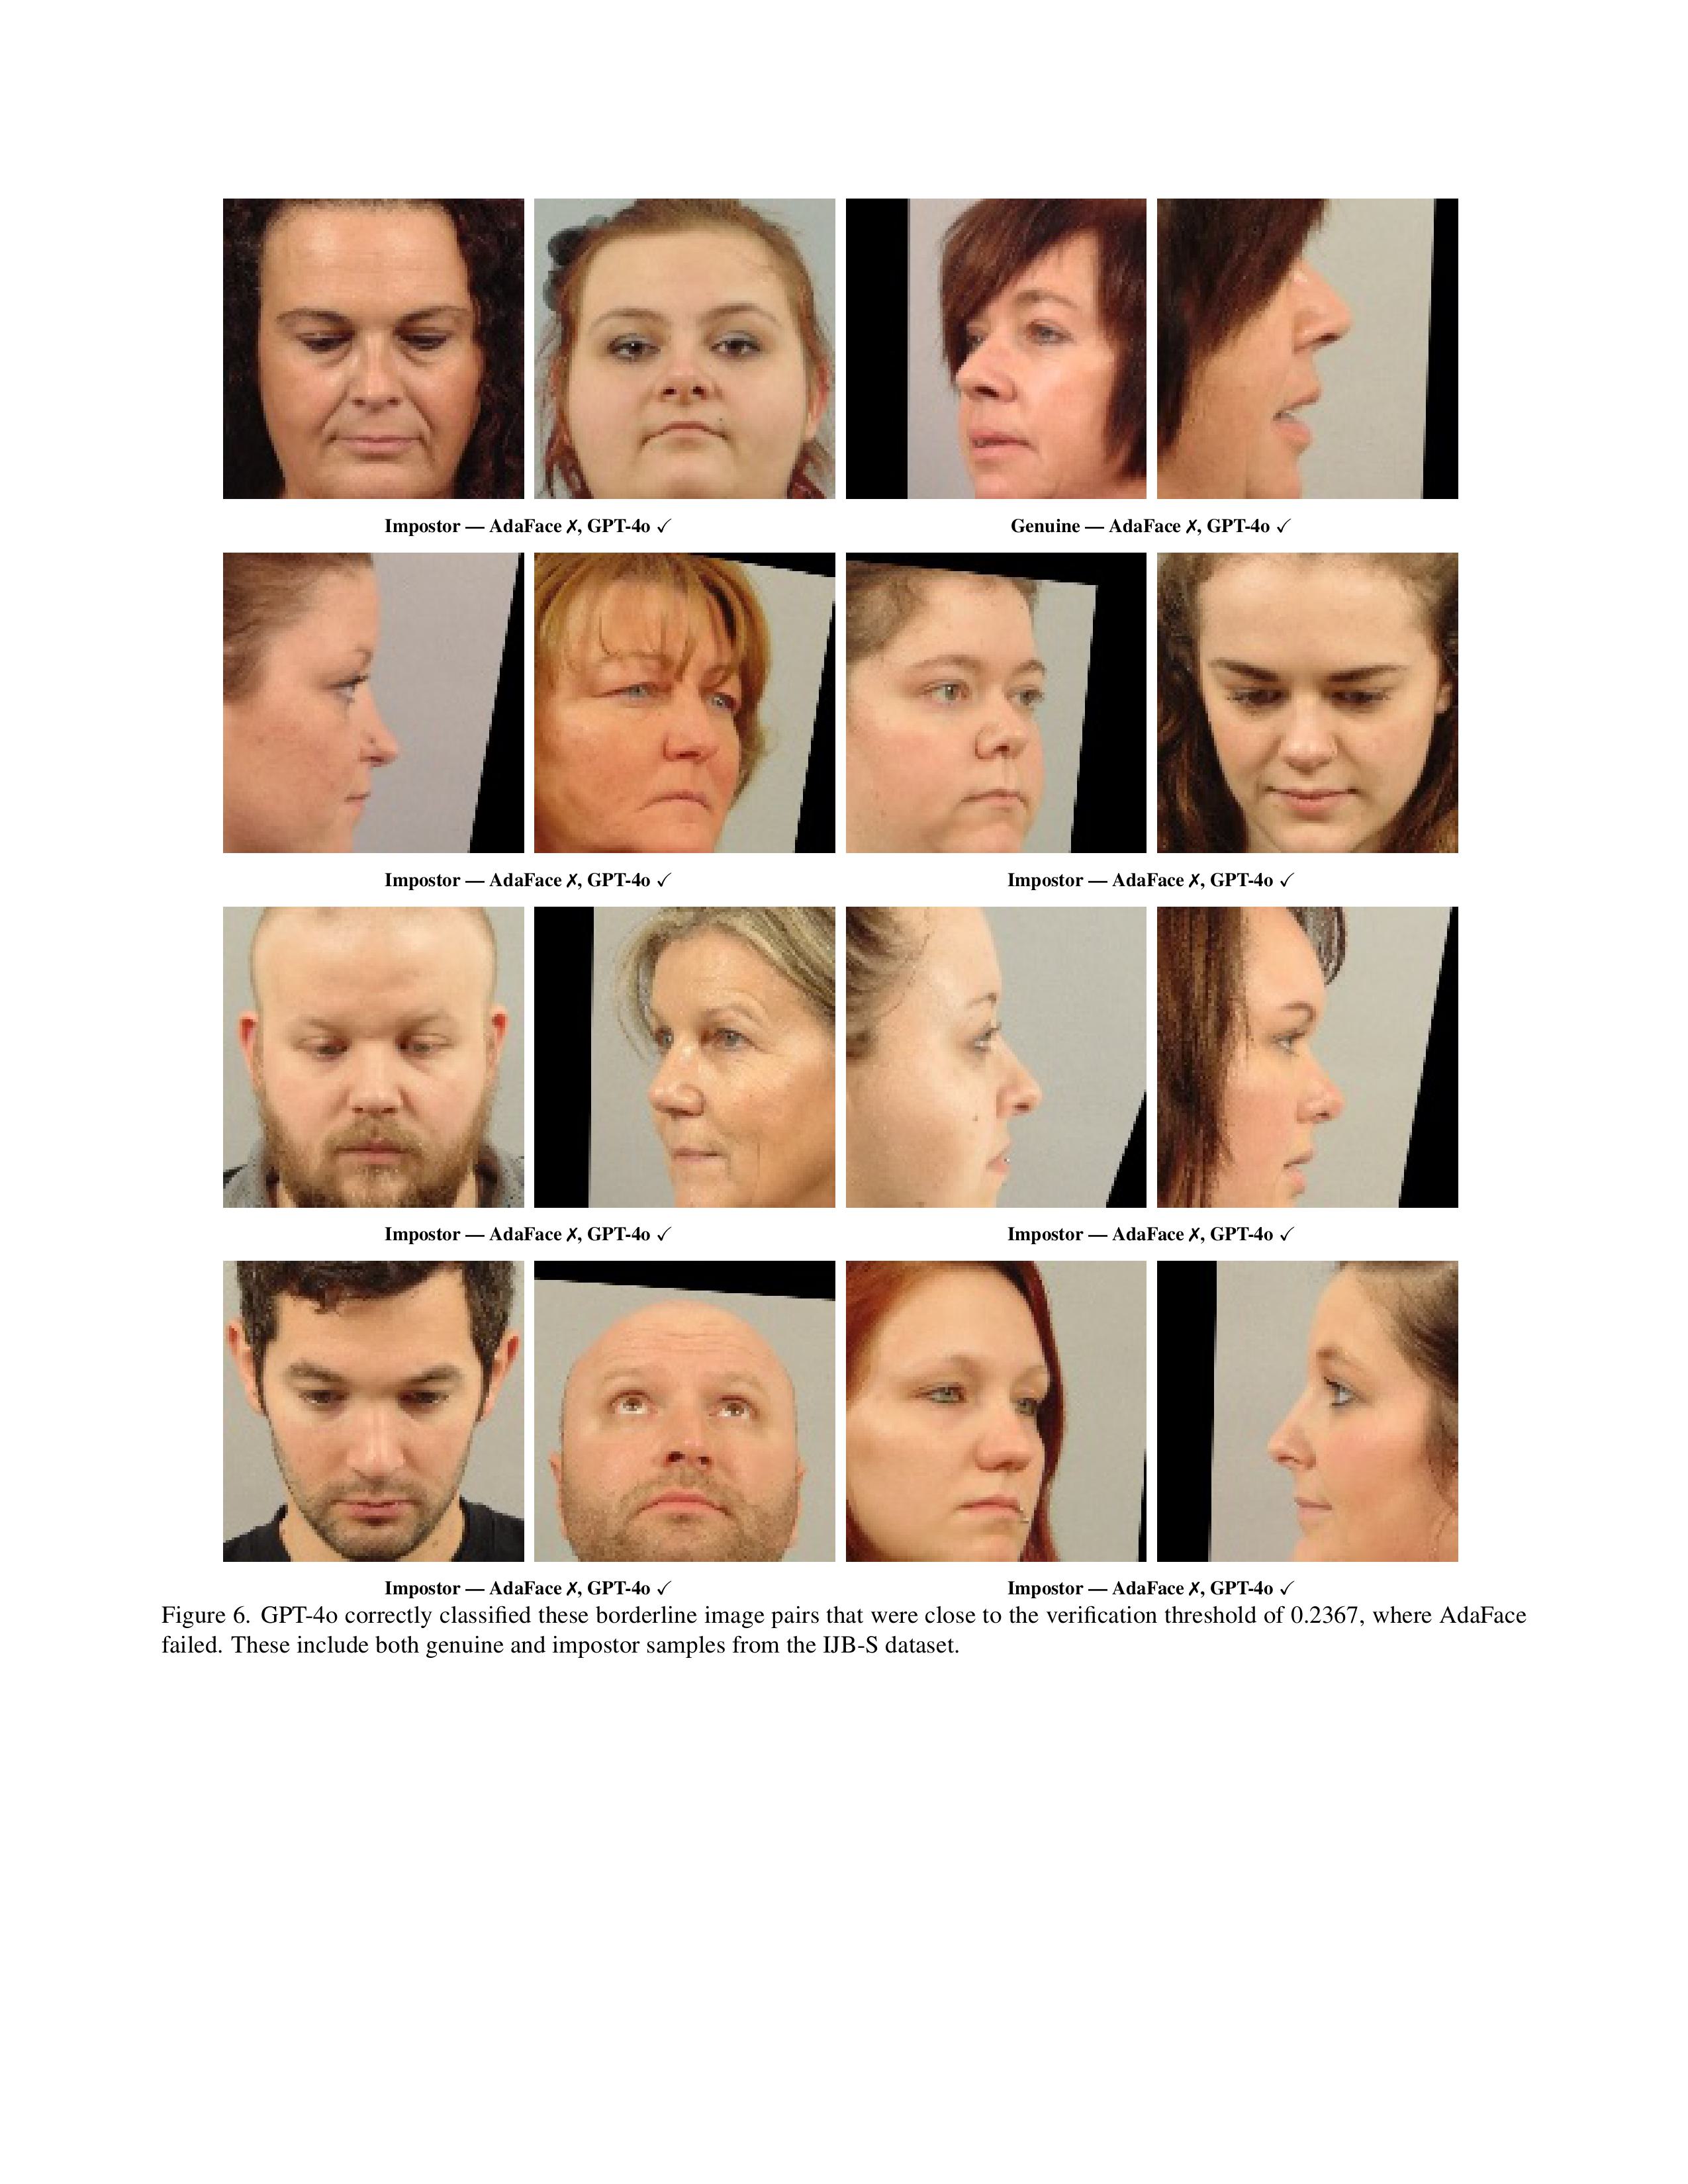 Impostor — AdaFace ✗, GPT-4o ✓
Genuine — AdaFace ✗, GPT-4o ✓
Impostor — AdaFace ✗, GPT-4o ✓
Impostor — AdaFace ✗, GPT-4o ✓
Impostor — AdaFace ✗, GPT-4o ✓
Impostor — AdaFace ✗, GPT-4o ✓
Impostor — AdaFace ✗, GPT-4o ✓
Impostor — AdaFace ✗, GPT-4o ✓
Figure 6. GPT-4o correctly classified these borderline image pairs that were close to the verification threshold of 0.2367, where AdaFace
failed. These include both genuine and impostor samples from the IJB-S dataset.